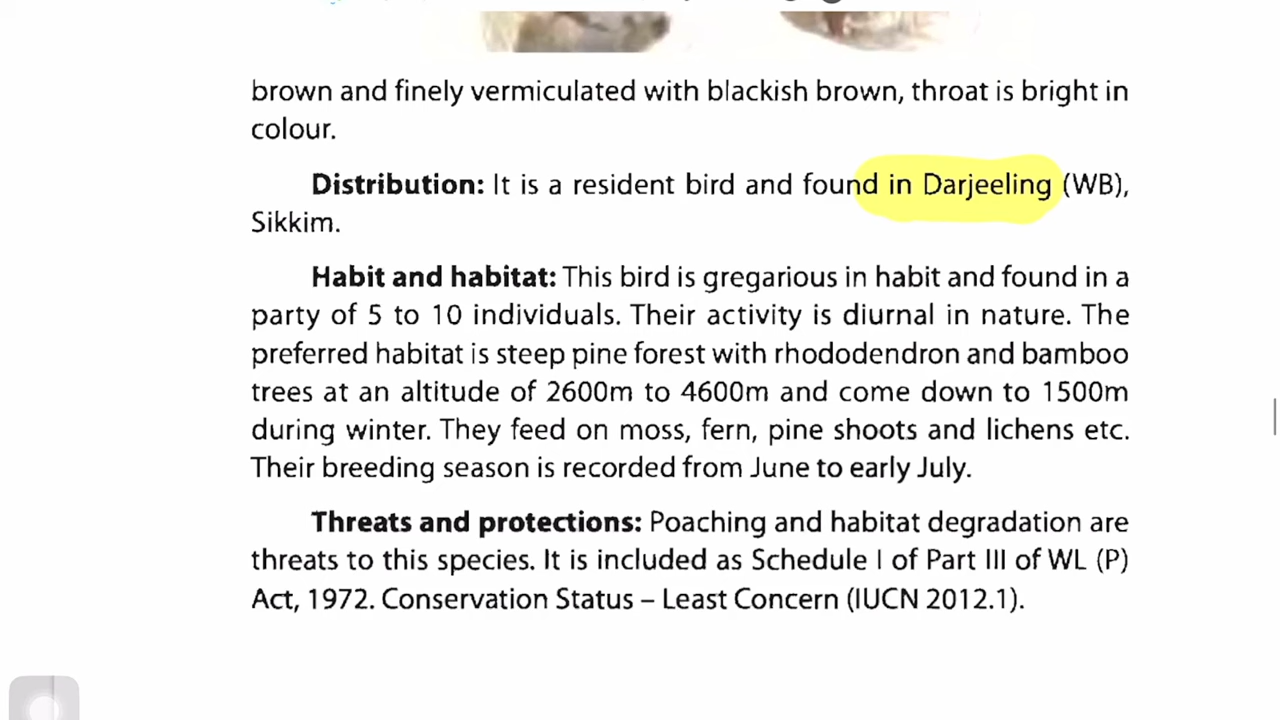 brown and finely vermiculated with blackish brown, throat is bright in
colour.
Distribution: It is a resident bird and found in Darjeeling (WB),
Sikkim.
Habit and habitat: This bird is gregarious in habit and found in a
party of 5 to 10 individuals. Their activity is diurnal in nature. The
preferred habitat is steep pine forest with rhododendron and bamboo
trees at an altitude of 2600m to 4600m and come down to 1500m
during winter. They feed on moss, fern, pine shoots and lichens etc.
Their breeding season is recorded from June to early July.
Threats and protections: Poaching and habitat degradation are
threats to this species. It is included as Schedule I of Part III of WL (P)
Act, 1972. Conservation Status – Least Concern (IUCN 2012.1).